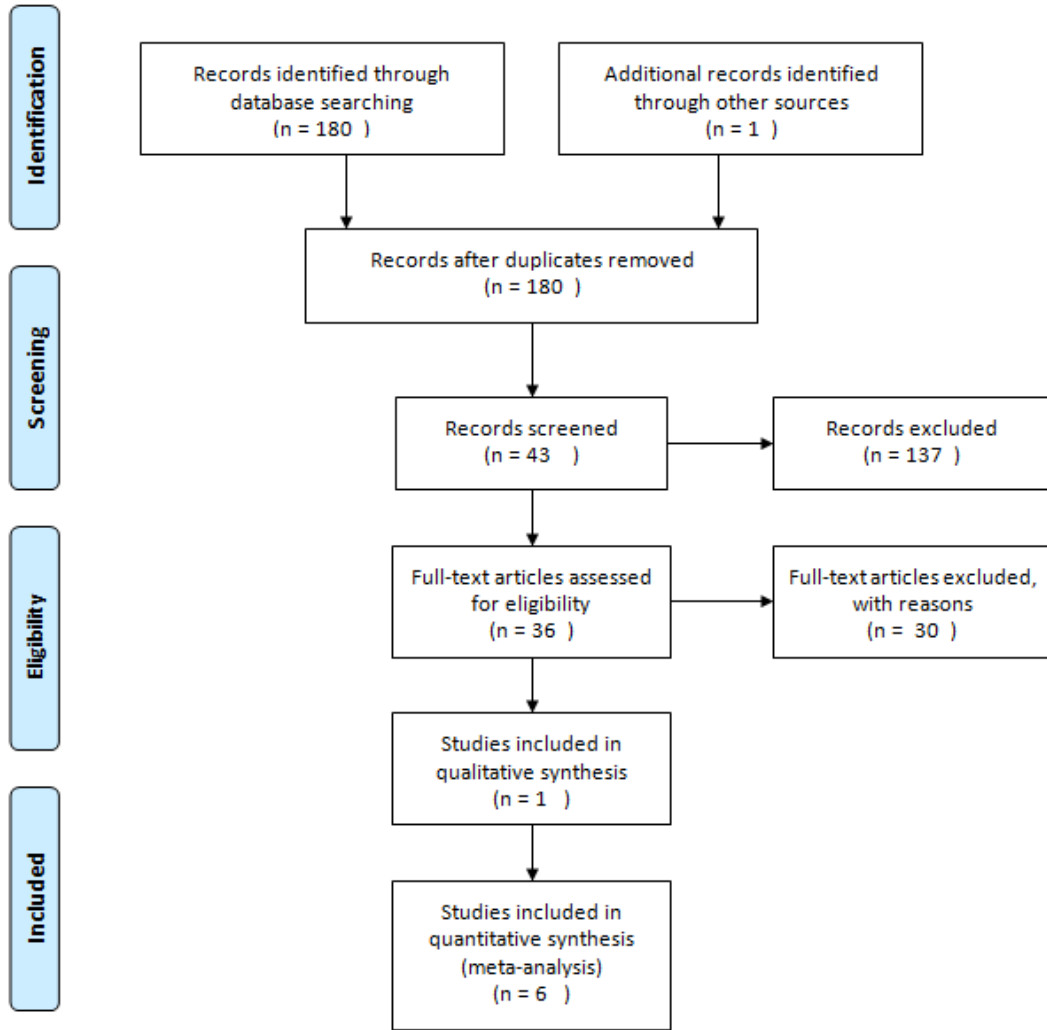 Identification
Records identified through
database searching
(n = 180 )
Additional records identified
through other sources
(n = 1 )
Records after duplicates removed
(n = 180 )
Screening
Records screened
(n = 43 )
Records excluded
(n = 137 )
Eligibility
Full-text articles assessed
for eligibility
(n = 36 )
Full-text articles excluded,
with reasons
(n = 30 )
Studies included in
qualitative synthesis
(n = 1 )
Included
Studies included in
quantitative synthesis
(meta-analysis)
(n = 6 )